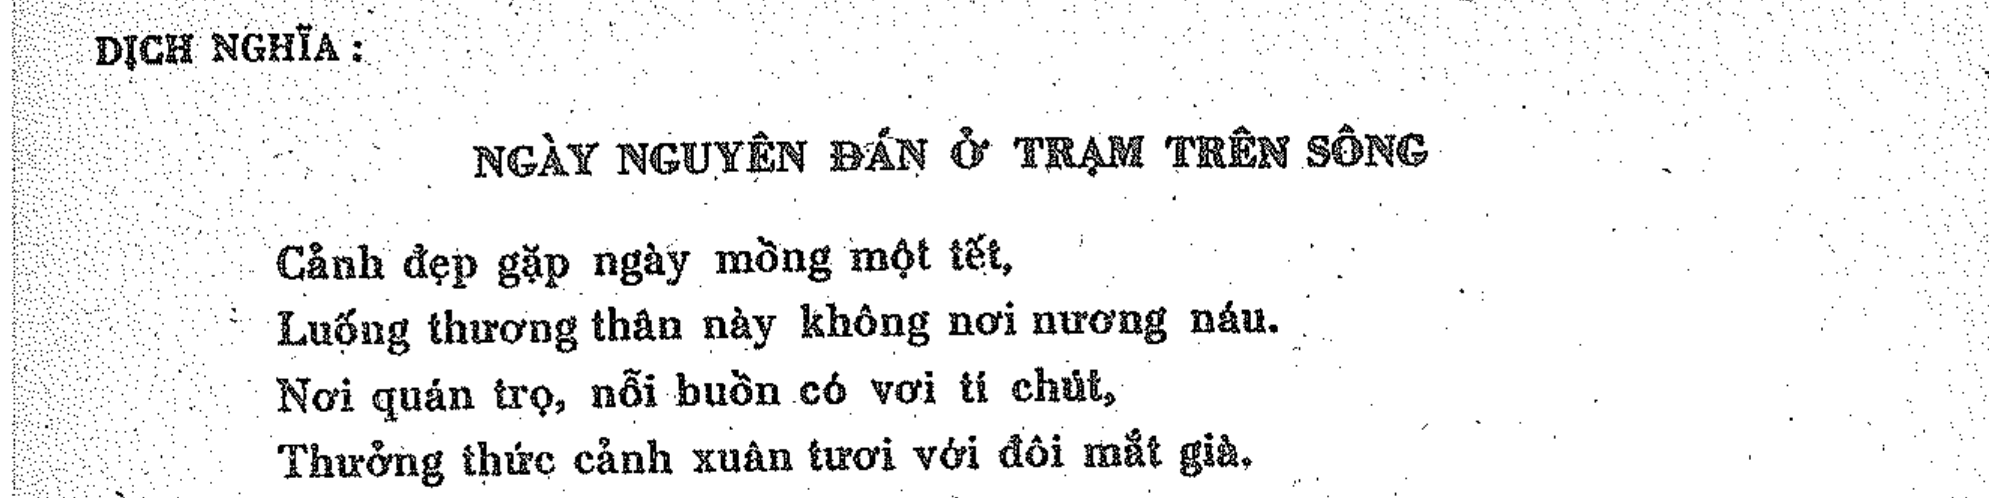 DỊCH NGHĨA :
NGÀY NGUYÊN ĐÁN Ở TRẠM TRÊN SÔNG
Cảnh đẹp gặp ngày mồng một tết,
Luống thương thân này không nơi nương náu.
Nơi quán trọ, nỗi buồn có vơi tí chút,
Thưởng thức cảnh xuân tươi với đôi mắt già.